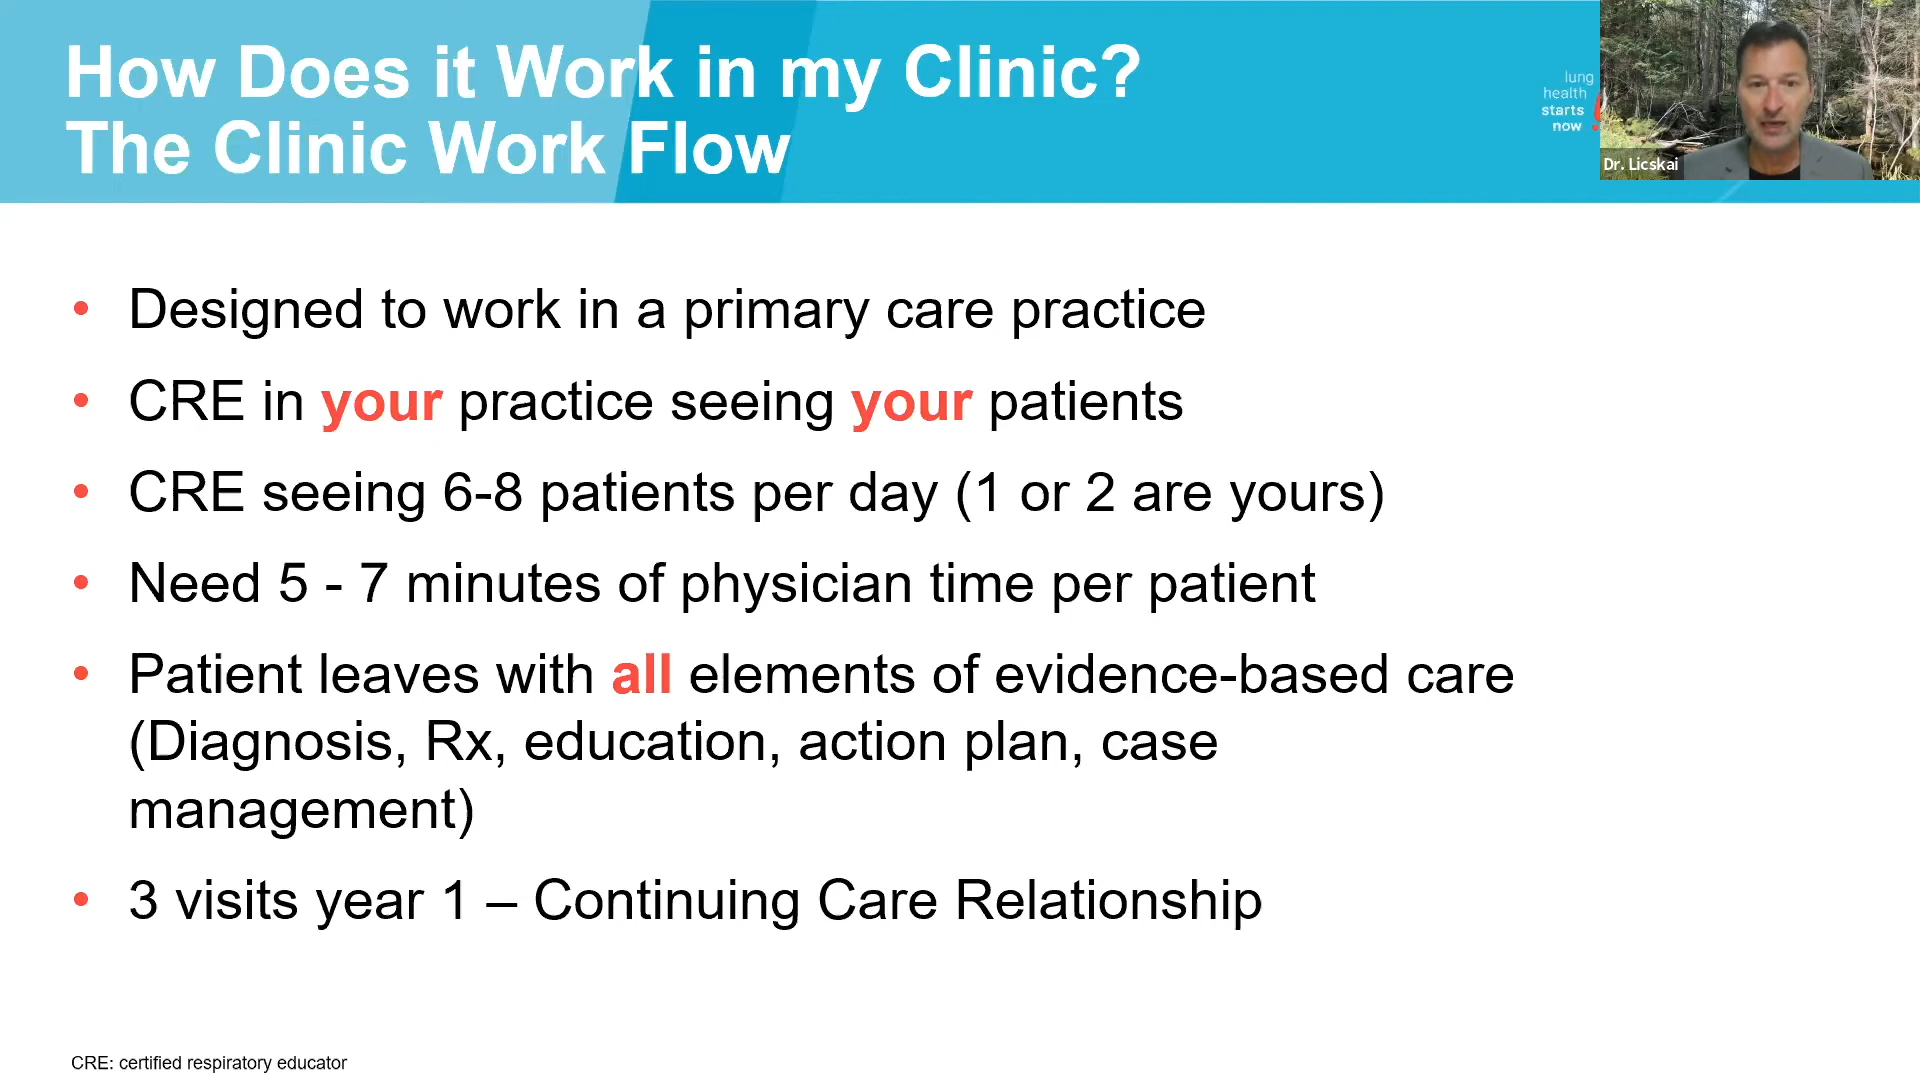 How Does it Work in my Clinic?
The Clinic Work Flow
lung
health
starts
now
Dr. Licskai
• Designed to work in a primary care practice
• CRE in your practice seeing your patients
• CRE seeing 6-8 patients per day (1 or 2 are yours)
• Need 5 - 7 minutes of physician time per patient
• Patient leaves with all elements of evidence-based care
(Diagnosis, Rx, education, action plan, case
management)
• 3 visits year 1 – Continuing Care Relationship
CRE: certified respiratory educator